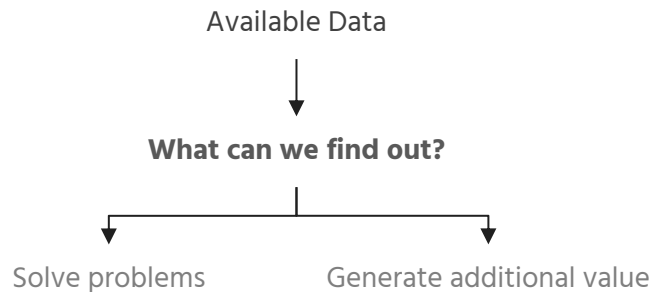 Available Data
What can we find out?
Solve problems
Generate additional value